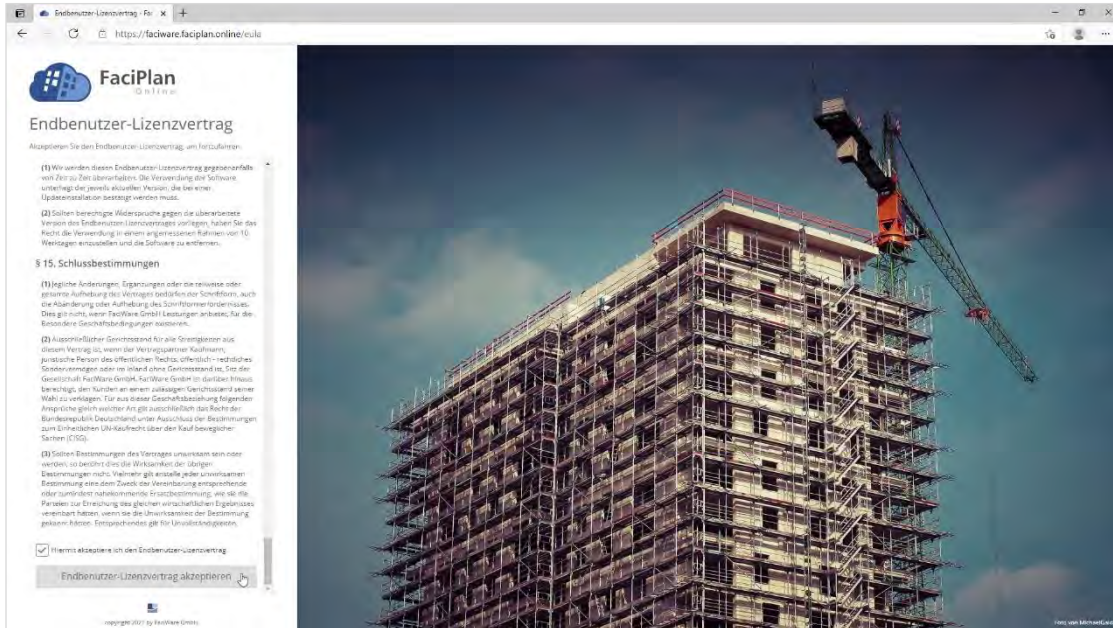 Endbenutzer-Lizenzvertrag - Fac
https://faciware.faciplan.online/eula
FaciPlan
Online
Endbenutzer-Lizenzvertrag
Akzeptieren Sie den Endbenutzer-Lizenzvertrag, um fortzufahren.
(1) Wir werden diesen Endbenutzer-Lizenzvertrag gegebenenfalls
von Zeit zu Zeit überarbeiten. Die Verwendung der Software
unterliegt der jeweils aktuellen Version, die bei einer
Updateinstallation bestätigt werden muss.
(2) Sollten berechtigte Widersprüche gegen die überarbeitete
Version des Endbenutzer-Lizenzvertrages vorliegen, haben Sie das
Recht die Verwendung in einem angemessenen Rahmen von 10
Werktagen einzustellen und die Software zu entfernen.
§ 15. Schlussbestimmungen
(1) Jegliche Änderungen, Ergänzungen oder die teilweise oder
gesamte Aufhebung des Vertrages bedürfen der Schriftform, auch
die Abänderung oder Aufhebung des Schriftformerfordernisses.
Dies gilt nicht, wenn FaciWare GmbH Leistungen anbietet, für die
Besondere Geschäftsbedingungen existieren.
(2) Ausschließlicher Gerichtsstand für alle Streitigkeiten aus
diesem Vertrag ist, wenn der Vertragspartner Kaufmann,
juristische Person des öffentlichen Rechts, öffentlich - rechtliches
Sondervermögen oder im Inland ohne Gerichtsstand ist, Sitz der
Gesellschaft FaciWare GmbH. FaciWare GmbH ist darüber hinaus
berechtigt, den Kunden an einem zulässigen Gerichtsstand seiner
Wahl zu verklagen. Für aus dieser Geschäftsbeziehung folgenden
Ansprüche gleich welcher Art gilt ausschließlich das Recht der
Bundesrepublik Deutschland unter Ausschluss der Bestimmungen
zum Einheitlichen UN-Kaufrecht über den Kauf beweglicher
Sachen (CISG).
(3) Sollten Bestimmungen des Vertrages unwirksam sein oder
werden, so berührt dies die Wirksamkeit der übrigen
Bestimmungen nicht. Vielmehr gilt anstelle jeder unwirksamen
Bestimmung eine dem Zweck der Vereinbarung entsprechende
oder zumindest nahekommende Ersatzbestimmung, wie sie die
Parteien zur Erreichung des gleichen wirtschaftlichen Ergebnisses
vereinbart hätten, wenn sie die Unwirksamkeit der Bestimmung
gekannt hätten. Entsprechendes gilt für Unvollständigkeiten.
Hiermit akzeptiere ich den Endbenutzer-Lizenzvertrag
Endbenutzer-Lizenzvertrag akzeptieren
copyright 2021 by FaciWare GmbH
Foto von